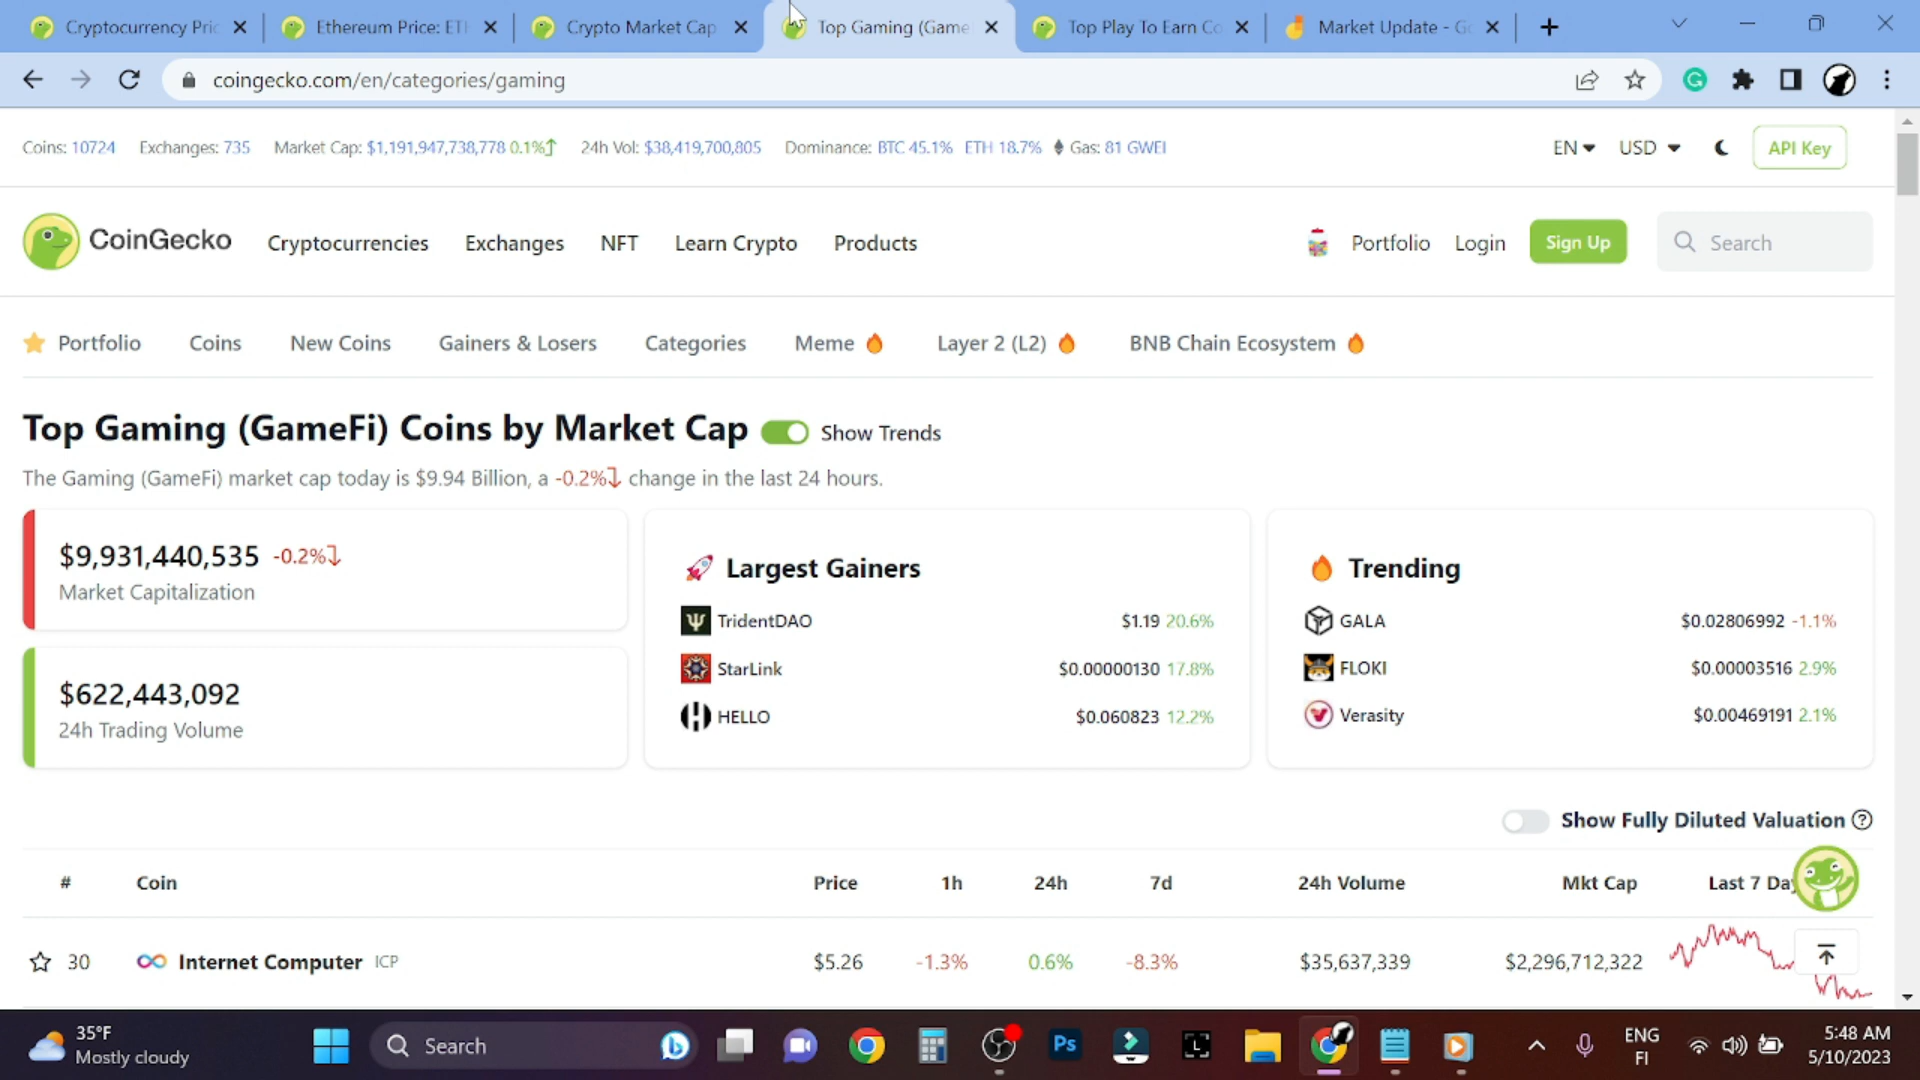 Cryptocurrency Pric
Ethereum Price: ETH
Crypto Market Cap
Top Gaming (Game
Top Play To Earn Co
Market Update - Go
coingecko.com/en/categories/gaming
Coins: 10724 Exchanges: 735 Market Cap: $1,191,947,738,778 0.1% 24h Vol: $38,419,700,805 Dominance: BTC 45.1% ETH 18.7% Gas: 81 GWEI EN USD API Key
CoinGecko Cryptocurrencies Exchanges NFT Learn Crypto Products Portfolio Login Sign Up Search
Portfolio Coins New Coins Gainers & Losers Categories Meme Layer 2 (L2) BNB Chain Ecosystem
Top Gaming (GameFi) Coins by Market Cap Show Trends
The Gaming (GameFi) market cap today is $9.94 Billion, a -0.2% change in the last 24 hours.
$9,931,440,535 -0.2%
Market Capitalization
$622,443,092
24h Trading Volume
Largest Gainers
TridentDAO $1.19 20.6%
StarLink $0.00000130 17.8%
HELLO $0.060823 12.2%
Trending
GALA $0.02806992 -1.1%
FLOKI $0.00003516 2.9%
Verasity $0.00469191 2.1%
Show Fully Diluted Valuation ?
# Coin Price 1h 24h 7d 24h Volume Mkt Cap Last 7 Day
30 Internet Computer ICP $5.26 -1.3% 0.6% -8.3% $35,637,339 $2,296,712,322
35°F
Mostly cloudy
Search
Ps
L
ENG
FI
5:48 AM
5/10/2023